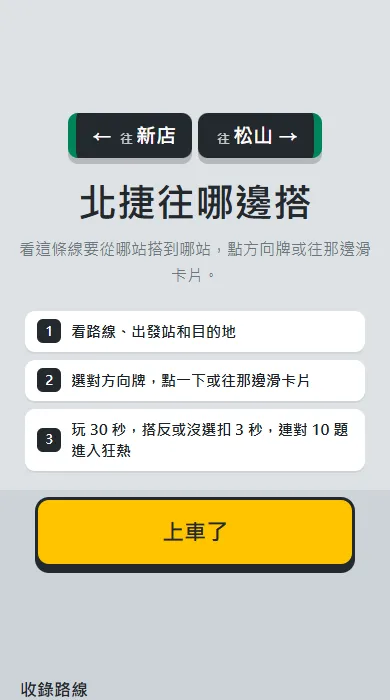 ← 往 新店
往 松山 →
北捷往哪邊搭
看這條線要從哪站搭到哪站，點方向牌或往那邊滑
卡片。
1 看路線、出發站和目的地
2 選對方向牌，點一下或往那邊滑卡片
3 玩 30 秒，搭反或沒選扣 3 秒，連對 10 題
進入狂熱
上車了
收錄路線